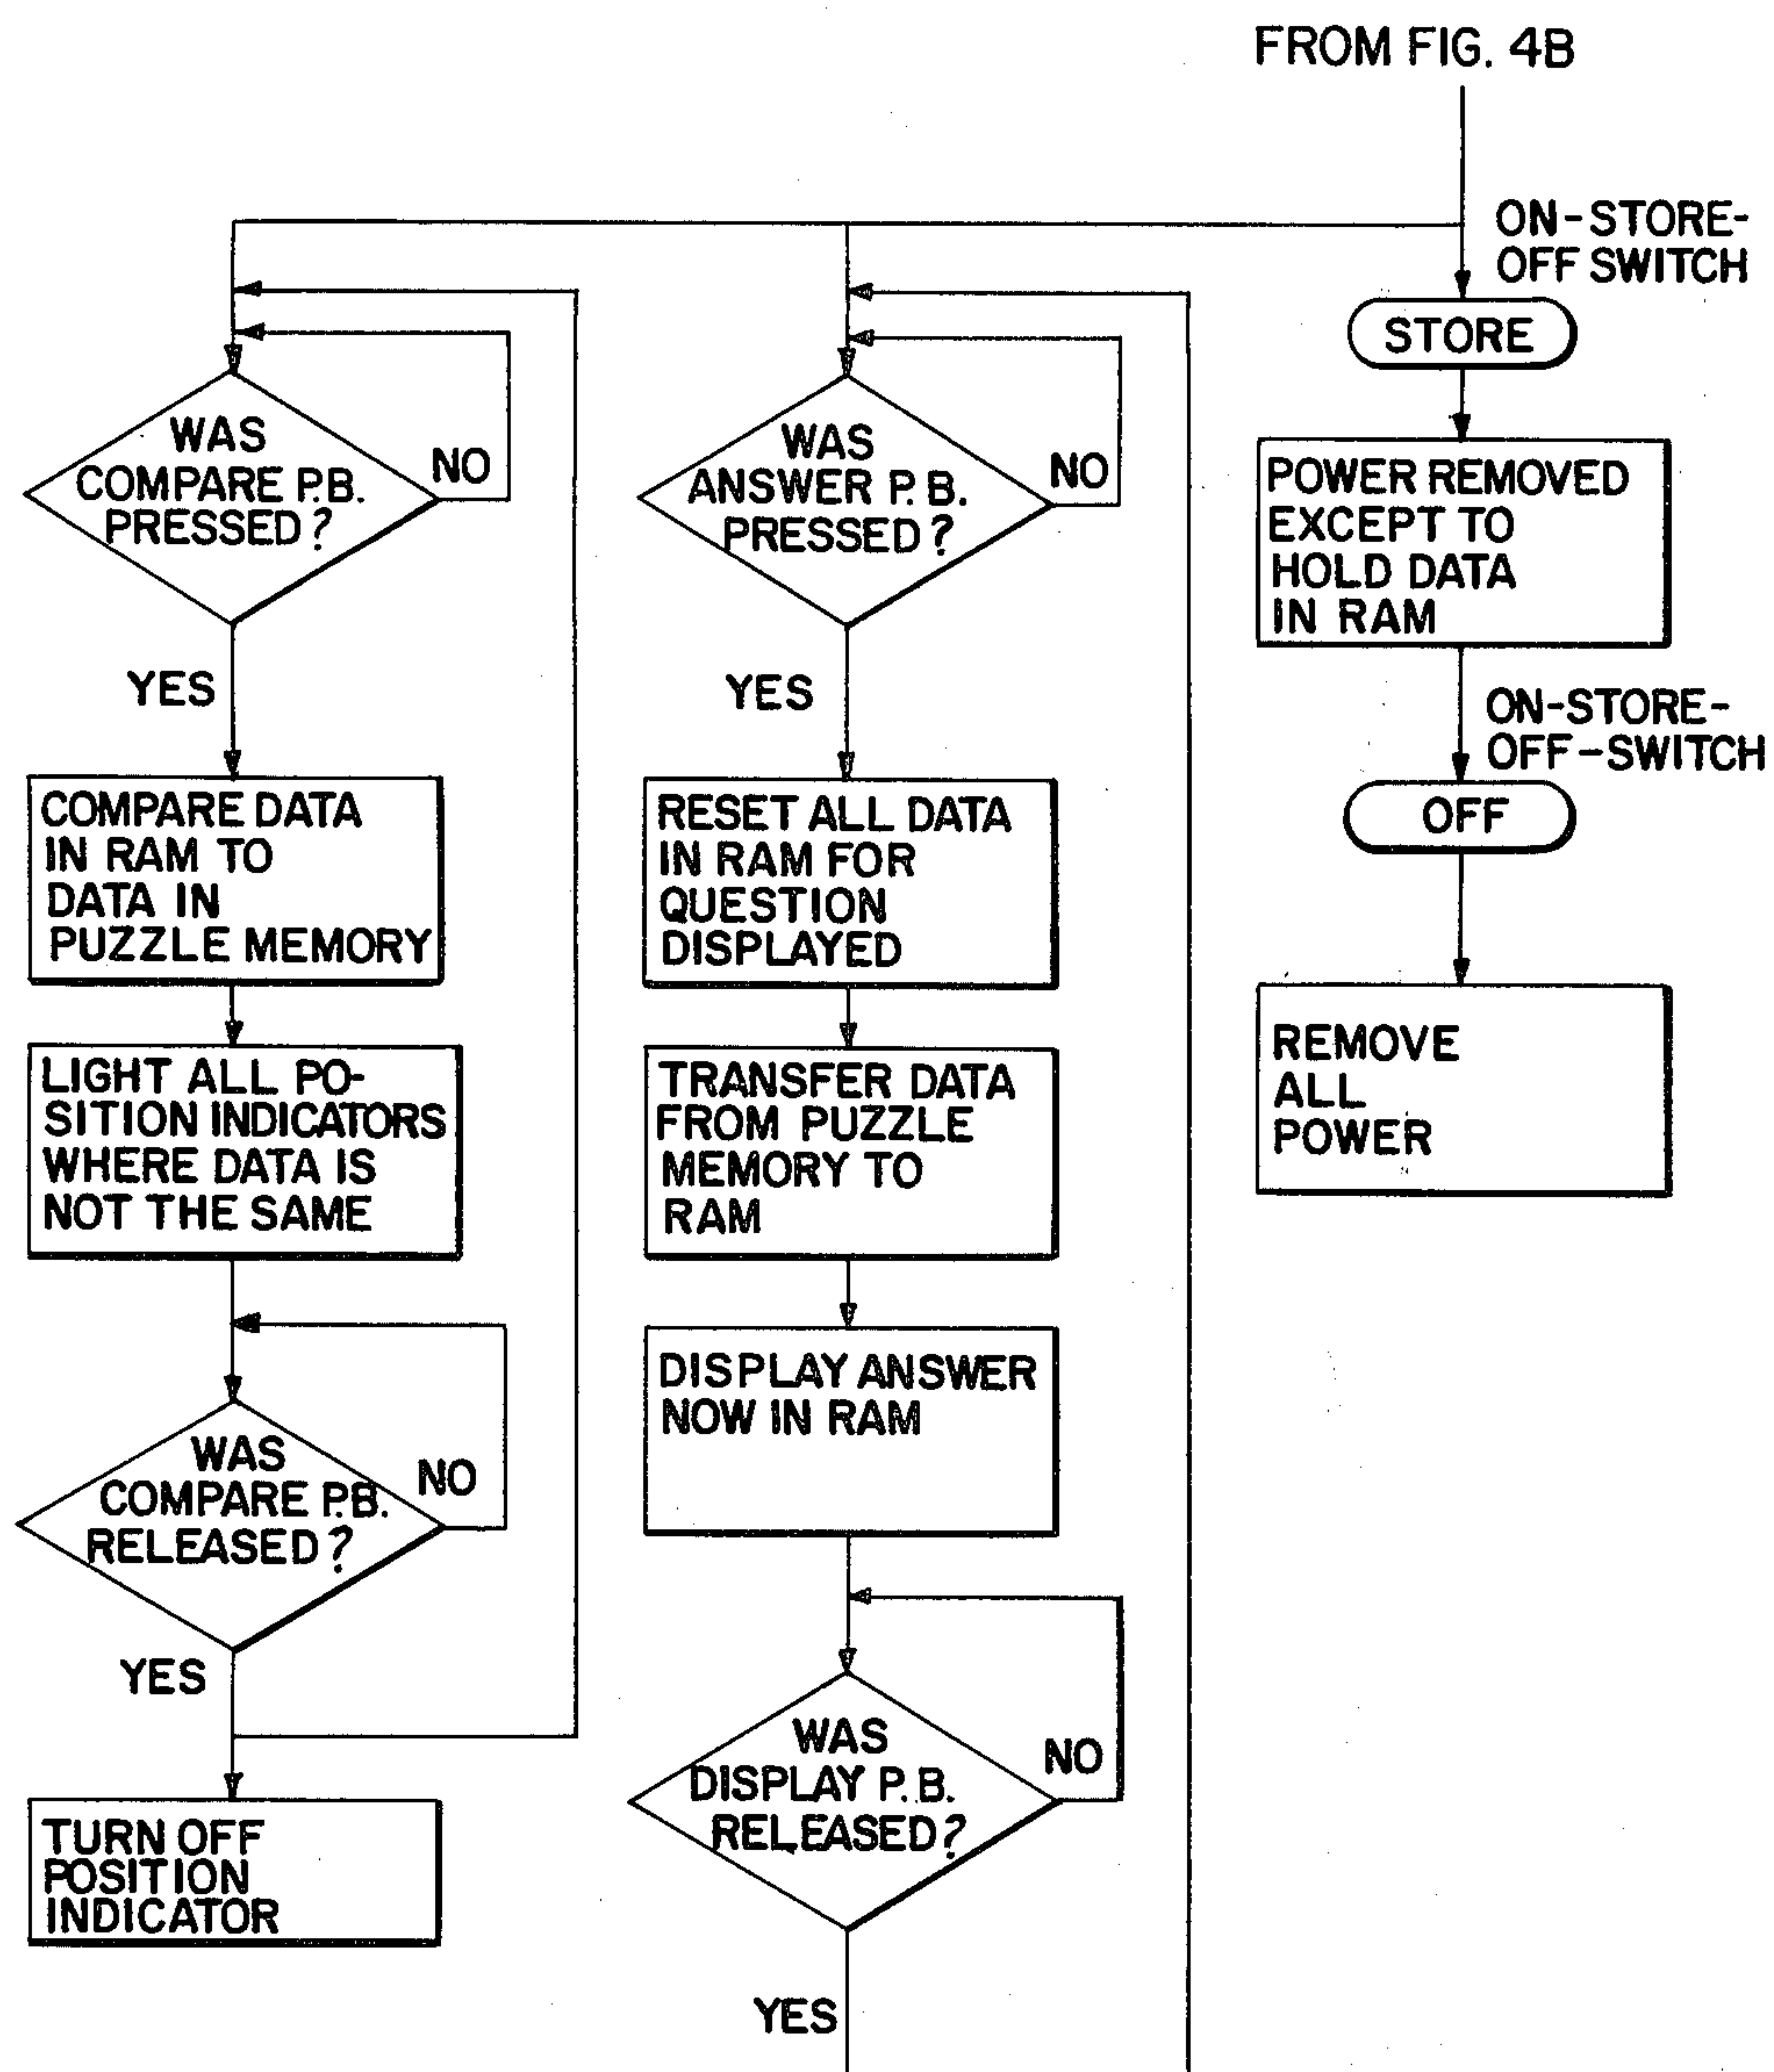 FROM FIG. 4B
ON-STORE-
OFF SWITCH
STORE
WAS
COMPARE P.B.
PRESSED?
NO
WAS
ANSWER P.B.
PRESSED?
NO
POWER REMOVED
EXCEPT TO
HOLD DATA
IN RAM
YES
YES
ON-STORE-
OFF-SWITCH
OFF
COMPARE DATA
IN RAM TO
DATA IN
PUZZLE MEMORY
RESET ALL DATA
IN RAM FOR
QUESTION
DISPLAYED
REMOVE
ALL
POWER
LIGHT ALL PO-
SITION INDICATORS
WHERE DATA IS
NOT THE SAME
TRANSFER DATA
FROM PUZZLE
MEMORY TO
RAM
DISPLAY ANSWER
NOW IN RAM
WAS
COMPARE P.B.
RELEASED?
NO
YES
WAS
DISPLAY P.B.
RELEASED?
NO
TURN OFF
POSITION
INDICATOR
YES